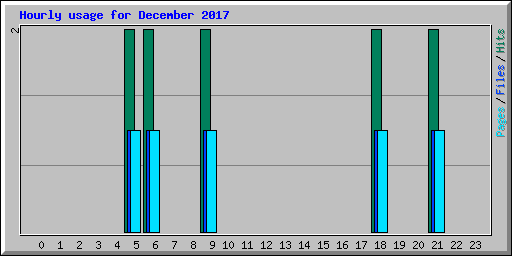 Hourly usage for December 2017
2
Pages/Files/Hits
0 1 2 3 4 5 6 7 8 9 10 11 12 13 14 15 16 17 18 19 20 21 22 23